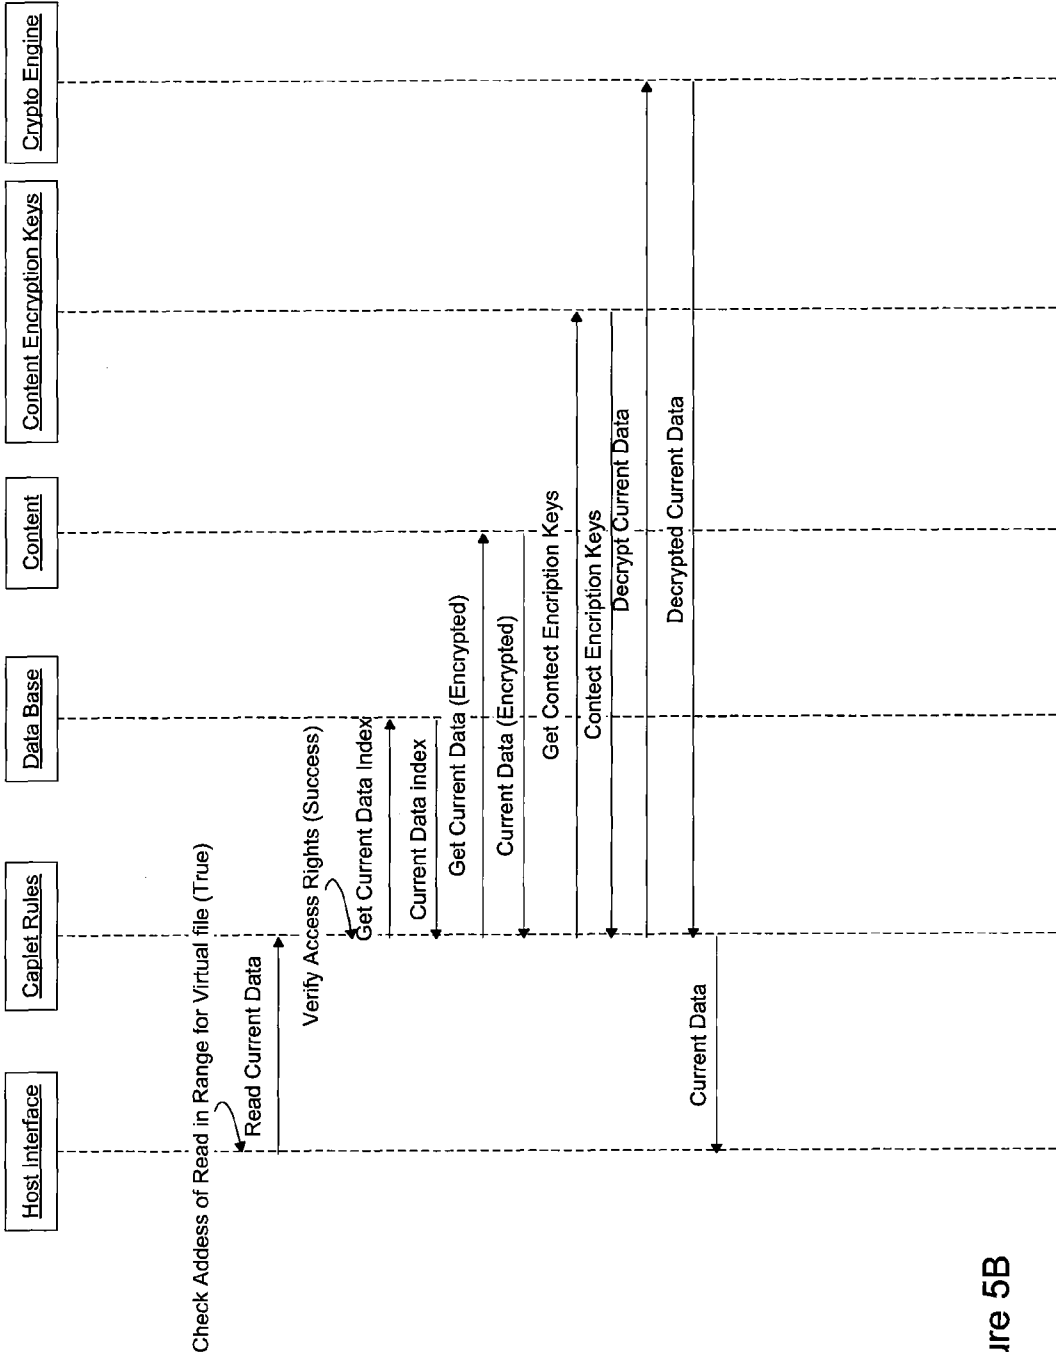 Host Interface
Caplet Rules
Data Base
Content
Content Encryption Keys
Crypto Engine
Check Addess of Read in Range for Virtual file (True)
Read Current Data
Verify Access Rights (Success)
Get Current Data Index
Current Data index
Get Current Data (Encrypted)
Current Data (Encrypted)
Get Contect Encription Keys
Contect Encription Keys
Decrypt Current Data
Decrypted Current Data
Current Data
ure 5B